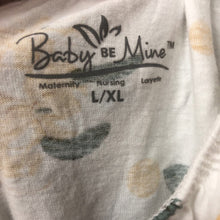 Baby BE Mine™
Maternity Nursing Layette
L/XL